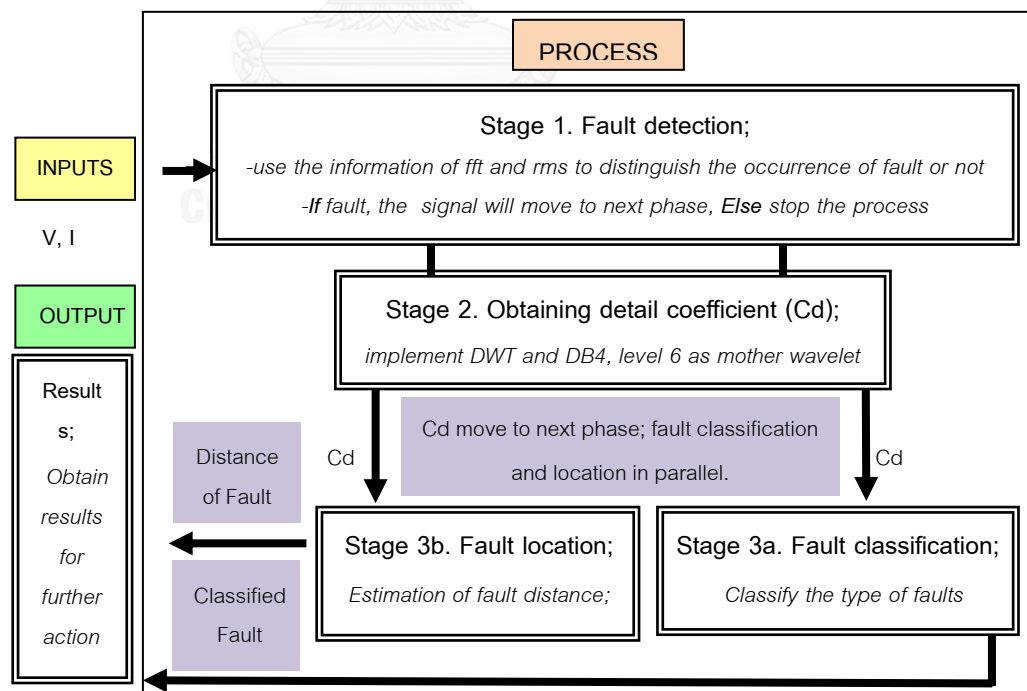 PROCESS
INPUTS
V, I
Stage 1. Fault detection;
-use the information of fft and rms to distinguish the occurrence of fault or not
-If fault, the signal will move to next phase, Else stop the process
Stage 2. Obtaining detail coefficient (Cd);
implement DWT and DB4, level 6 as mother wavelet
Cd
Cd move to next phase; fault classification
and location in parallel.
Cd
Stage 3b. Fault location;
Estimation of fault distance;
Stage 3a. Fault classification;
Classify the type of faults
Distance
of Fault
Classified
Fault
OUTPUT
Result
s;
Obtain
results
for
further
action